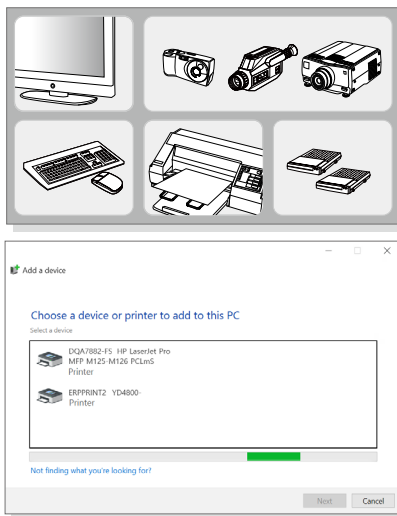 Add a device
Choose a device or printer to add to this PC
Select a device
DQA7882-F5 HP LaserJet Pro
MFP M125-M126 PCLmS
Printer
ERPPRINT2 YD4800-
Printer
Not finding what you're looking for?
Next
Cancel